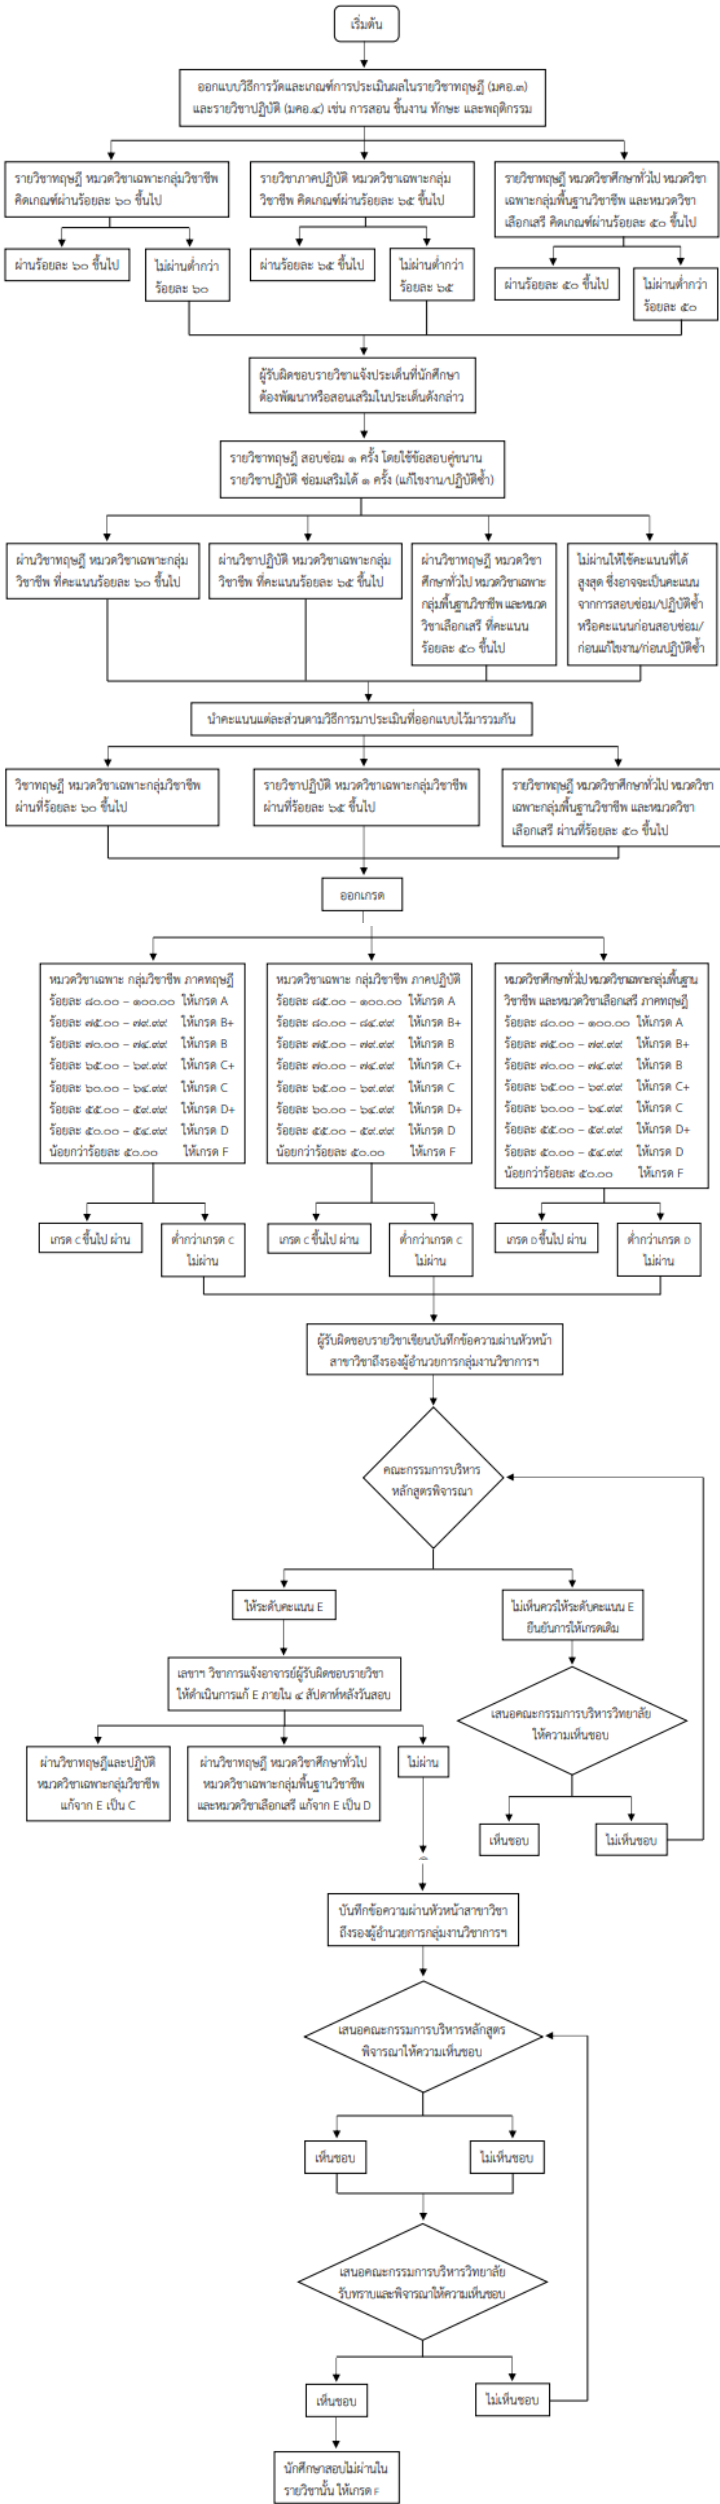 เริ่มต้น
ออกแบบวิธีการวัดและเกณฑ์การประเมินผลในรายวิชาทฤษฎี (มคอ.๓)
และรายวิชาปฏิบัติ (มคอ.๔) เช่น การสอน ชิ้นงาน ทักษะ และพฤติกรรม
รายวิชาทฤษฎี หมวดวิชาเฉพาะกลุ่มวิชาชีพ
คิดเกณฑ์ผ่านร้อยละ ๖๐ ขึ้นไป
รายวิชาภาคปฏิบัติ หมวดวิชาเฉพาะกลุ่ม
วิชาชีพ คิดเกณฑ์ผ่านร้อยละ ๖๕ ขึ้นไป
รายวิชาทฤษฎี หมวดวิชาศึกษาทั่วไป หมวดวิชา
เฉพาะกลุ่มพื้นฐานวิชาชีพ และหมวดวิชา
เลือกเสรี คิดเกณฑ์ผ่านร้อยละ ๕๐ ขึ้นไป
ผ่านร้อยละ ๖๐ ขึ้นไป
ไม่ผ่านต่ำกว่า
ร้อยละ ๖๐
ผ่านร้อยละ ๖๕ ขึ้นไป
ไม่ผ่านต่ำกว่า
ร้อยละ ๖๕
ผ่านร้อยละ ๕๐ ขึ้นไป
ไม่ผ่านต่ำกว่า
ร้อยละ ๕๐
ผู้รับผิดชอบรายวิชาแจ้งประเด็นที่นักศึกษา
ต้องพัฒนาหรือสอนเสริมในประเด็นดังกล่าว
รายวิชาทฤษฎี สอบซ่อม ๑ ครั้ง โดยใช้ข้อสอบคู่ขนาน
รายวิชาปฏิบัติ ซ่อมเสริมได้ ๑ ครั้ง (แก้ไขงาน/ปฏิบัติซ้ำ)
ผ่านวิชาทฤษฎี หมวดวิชาเฉพาะกลุ่ม
วิชาชีพ ที่คะแนนร้อยละ ๖๐ ขึ้นไป
ผ่านวิชาปฏิบัติ หมวดวิชาเฉพาะกลุ่ม
วิชาชีพ ที่คะแนนร้อยละ ๖๕ ขึ้นไป
ผ่านวิชาทฤษฎี หมวดวิชา
ศึกษาทั่วไป หมวดวิชาเฉพาะ
กลุ่มพื้นฐานวิชาชีพ และหมวด
วิชาเลือกเสรี ที่คะแนน
ร้อยละ ๕๐ ขึ้นไป
ไม่ผ่านให้ใช้คะแนนที่ได้
สูงสุด ซึ่งอาจจะเป็นคะแนน
จากการสอบซ่อม/ปฏิบัติซ้ำ
หรือคะแนนก่อนสอบซ่อม/
ก่อนแก้ไขงาน/ก่อนปฏิบัติซ้ำ
นำคะแนนแต่ละส่วนตามวิธีการมาประเมินที่ออกแบบไว้มารวมกัน
วิชาทฤษฎี หมวดวิชาเฉพาะกลุ่มวิชาชีพ
ผ่านที่ร้อยละ ๖๐ ขึ้นไป
รายวิชาปฏิบัติ หมวดวิชาเฉพาะกลุ่มวิชาชีพ
ผ่านที่ร้อยละ ๖๕ ขึ้นไป
รายวิชาทฤษฎี หมวดวิชาศึกษาทั่วไป หมวดวิชา
เฉพาะกลุ่มพื้นฐานวิชาชีพ และหมวดวิชา
เลือกเสรี ผ่านที่ร้อยละ ๕๐ ขึ้นไป
ออกเกรด
หมวดวิชาเฉพาะ กลุ่มวิชาชีพ ภาคทฤษฎี
ร้อยละ ๘๐.๐๐ – ๑๐๐.๐๐ ให้เกรด A
ร้อยละ ๗๕.๐๐ – ๗๙.๙๙ ให้เกรด B+
ร้อยละ ๗๐.๐๐ – ๗๔.๙๙ ให้เกรด B
ร้อยละ ๖๕.๐๐ – ๖๙.๙๙ ให้เกรด C+
ร้อยละ ๖๐.๐๐ – ๖๔.๙๙ ให้เกรด C
ร้อยละ ๕๕.๐๐ – ๕๙.๙๙ ให้เกรด D+
ร้อยละ ๕๐.๐๐ – ๕๔.๙๙ ให้เกรด D
น้อยกว่าร้อยละ ๕๐.๐๐ ให้เกรด F
หมวดวิชาเฉพาะ กลุ่มวิชาชีพ ภาคปฏิบัติ
ร้อยละ ๘๕.๐๐ – ๑๐๐.๐๐ ให้เกรด A
ร้อยละ ๘๐.๐๐ – ๘๔.๙๙ ให้เกรด B+
ร้อยละ ๗๕.๐๐ – ๗๙.๙๙ ให้เกรด B
ร้อยละ ๗๐.๐๐ – ๗๔.๙๙ ให้เกรด C+
ร้อยละ ๖๕.๐๐ – ๖๙.๙๙ ให้เกรด C
ร้อยละ ๖๐.๐๐ – ๖๔.๙๙ ให้เกรด D+
ร้อยละ ๕๕.๐๐ – ๕๙.๙๙ ให้เกรด D
น้อยกว่าร้อยละ ๕๐.๐๐ ให้เกรด F
หมวดวิชาศึกษาทั่วไป หมวดวิชาเฉพาะกลุ่มพื้นฐาน
วิชาชีพ และหมวดวิชาเลือกเสรี ภาคทฤษฎี
ร้อยละ ๘๐.๐๐ – ๑๐๐.๐๐ ให้เกรด A
ร้อยละ ๗๕.๐๐ – ๗๙.๙๙ ให้เกรด B+
ร้อยละ ๗๐.๐๐ – ๗๔.๙๙ ให้เกรด B
ร้อยละ ๖๕.๐๐ – ๖๙.๙๙ ให้เกรด C+
ร้อยละ ๖๐.๐๐ – ๖๔.๙๙ ให้เกรด C
ร้อยละ ๕๕.๐๐ – ๕๙.๙๙ ให้เกรด D+
ร้อยละ ๕๐.๐๐ – ๕๔.๙๙ ให้เกรด D
น้อยกว่าร้อยละ ๕๐.๐๐ ให้เกรด F
เกรด C ขึ้นไป ผ่าน
ต่ำกว่าเกรด C
ไม่ผ่าน
เกรด C ขึ้นไป ผ่าน
ต่ำกว่าเกรด C
ไม่ผ่าน
เกรด D ขึ้นไป ผ่าน
ต่ำกว่าเกรด D
ไม่ผ่าน
ผู้รับผิดชอบรายวิชาเขียนบันทึกข้อความผ่านหัวหน้า
สาขาวิชาถึงรองผู้อำนวยการกลุ่มงานวิชาการฯ
คณะกรรมการบริหาร
หลักสูตรพิจารณา
ให้ระดับคะแนน E
ไม่เห็นควรให้ระดับคะแนน E
ยืนยันการให้เกรดเดิม
เลขาฯ วิชาการแจ้งอาจารย์ผู้รับผิดชอบรายวิชา
ให้ดำเนินการแก้ E ภายใน ๔ สัปดาห์หลังวันสอบ
เสนอคณะกรรมการบริหารวิทยาลัย
ให้ความเห็นชอบ
ผ่านวิชาทฤษฎีและปฏิบัติ
หมวดวิชาเฉพาะกลุ่มวิชาชีพ
แก้จาก E เป็น C
ผ่านวิชาทฤษฎี หมวดวิชาศึกษาทั่วไป
หมวดวิชาเฉพาะกลุ่มพื้นฐานวิชาชีพ
และหมวดวิชาเลือกเสรี แก้จาก E เป็น D
ไม่ผ่าน
เห็นชอบ
ไม่เห็นชอบ
บันทึกข้อความผ่านหัวหน้าสาขาวิชา
ถึงรองผู้อำนวยการกลุ่มงานวิชาการฯ
เสนอคณะกรรมการบริหารหลักสูตร
พิจารณาให้ความเห็นชอบ
เห็นชอบ
ไม่เห็นชอบ
เสนอคณะกรรมการบริหารวิทยาลัย
รับทราบและพิจารณาให้ความเห็นชอบ
เห็นชอบ
ไม่เห็นชอบ
นักศึกษาสอบไม่ผ่านใน
รายวิชานั้น ให้เกรด F